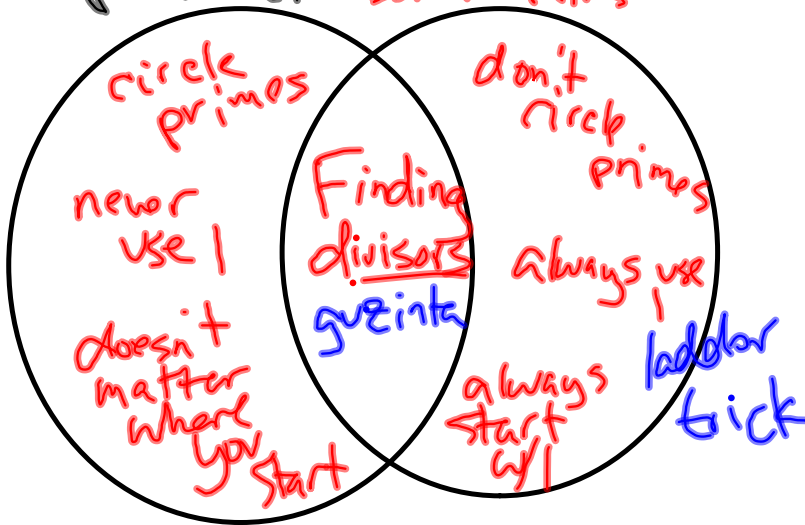 circle
primes
never
use 1
doesn't
matter
where
you
start
Finding
divisors
guzinta
don't
circle
primes
always use
1
always
start
w/ 1
ladder
trick